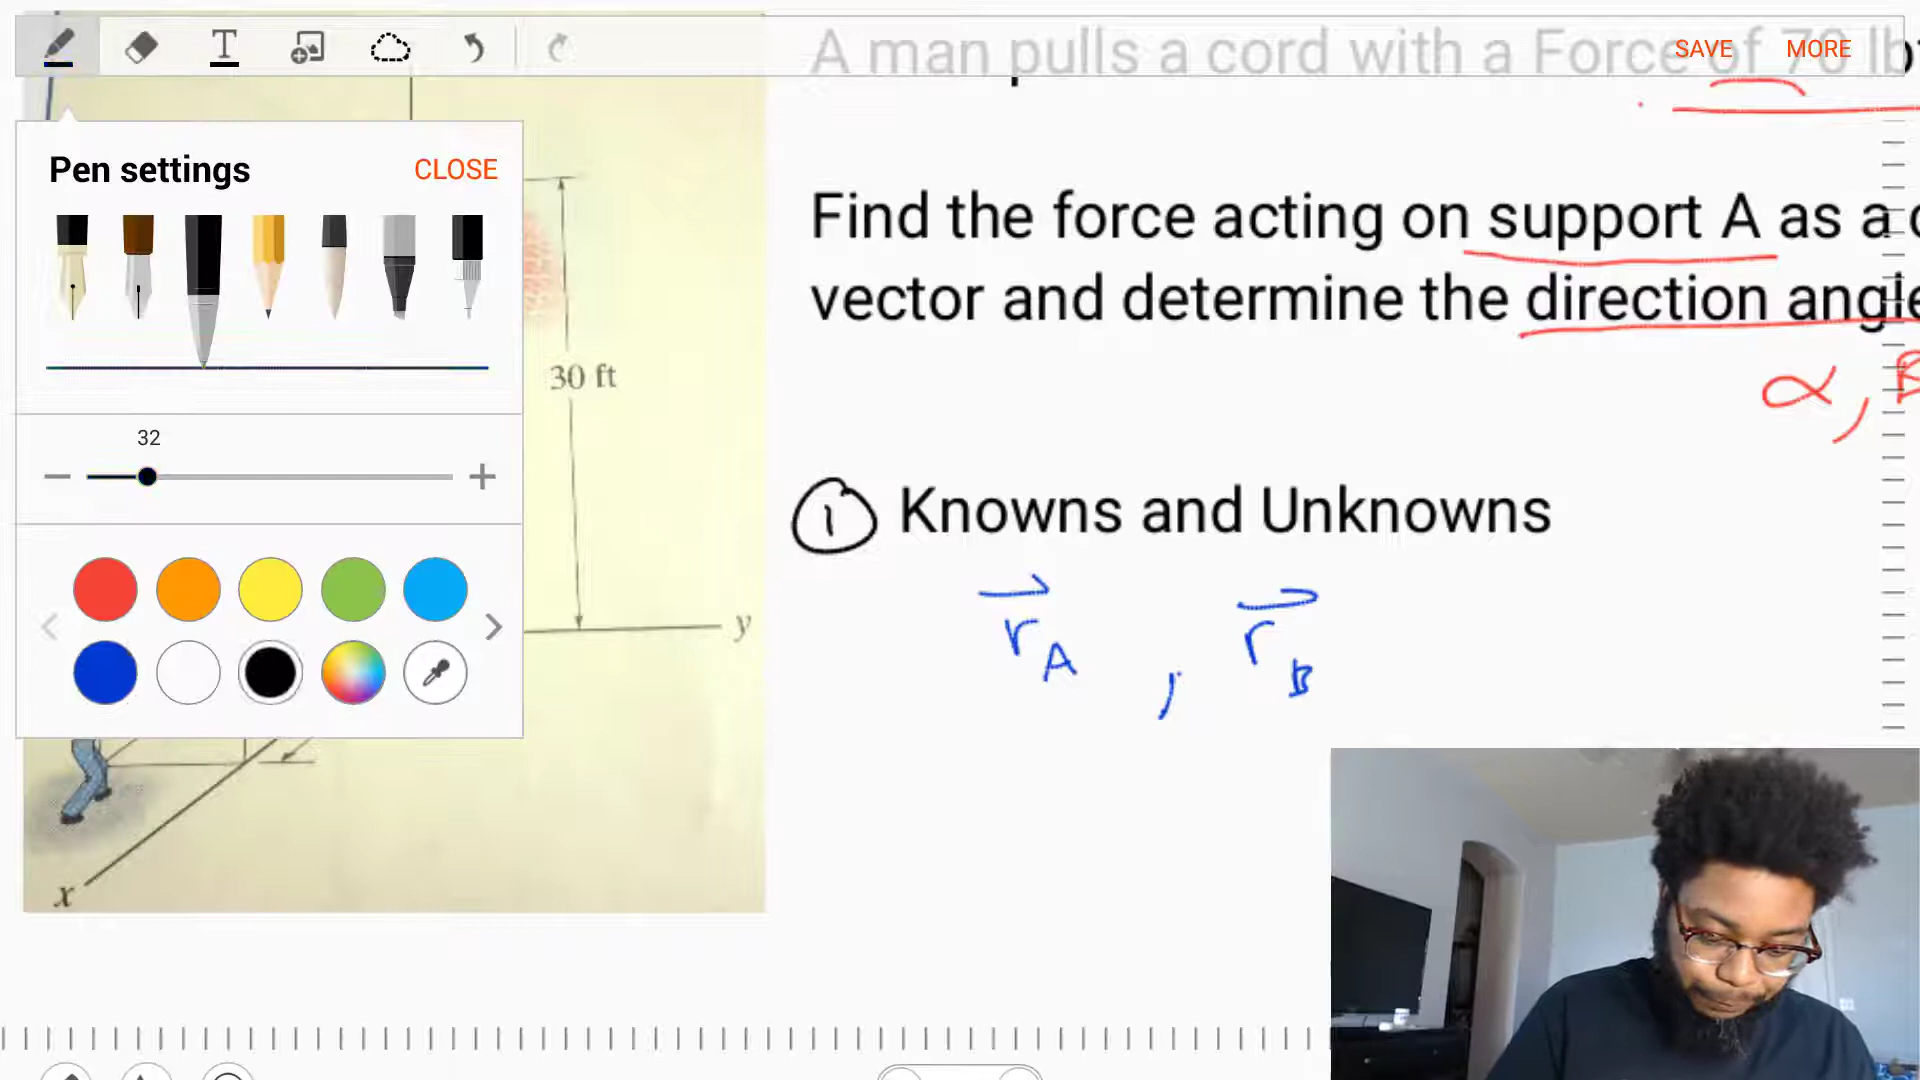 T
SAVE MORE
A man pulls a cord with a Force of 70 lb
Pen settings CLOSE
32
30 ft
y
x
Find the force acting on support A as a
vector and determine the direction angle
α, B
1 Knowns and Unknowns
r A , r B